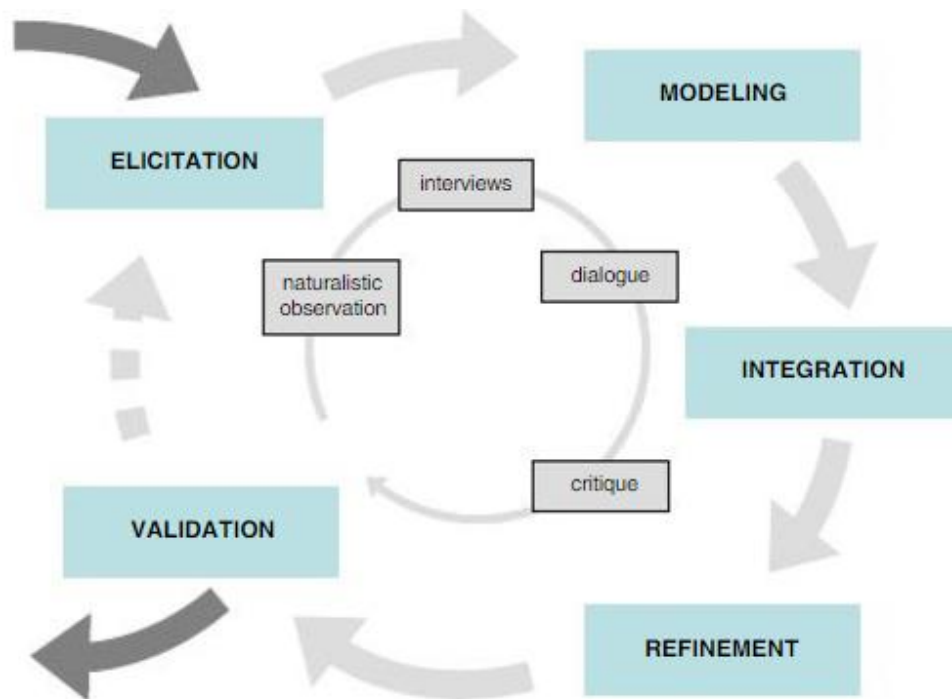 MODELING
ELICITATION
interviews
dialogue
naturalistic
observation
INTEGRATION
critique
VALIDATION
REFINEMENT